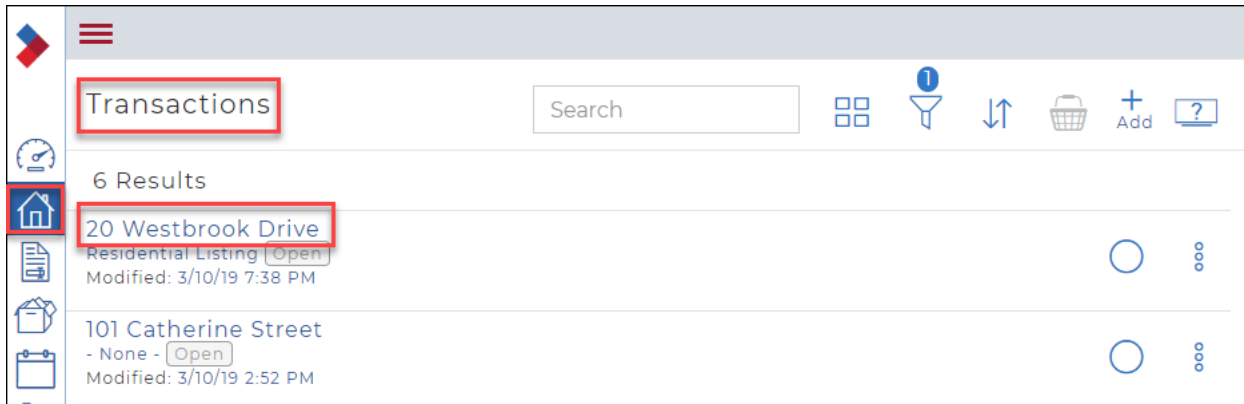 1
Transactions
Search
Add
?
6 Results
20 Westbrook Drive
Residential Listing Open
Modified: 3/10/19 7:38 PM
101 Catherine Street
- None - Open
Modified: 3/10/19 2:52 PM